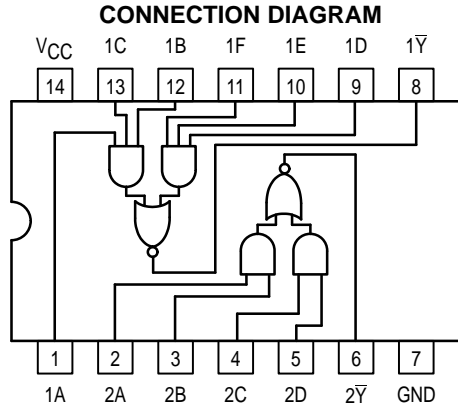 CONNECTION DIAGRAM
VCC 1C 1B 1F 1E 1D 1Y̅
14 13 12 11 10 9 8
1 2 3 4 5 6 7
1A 2A 2B 2C 2D 2Y̅ GND